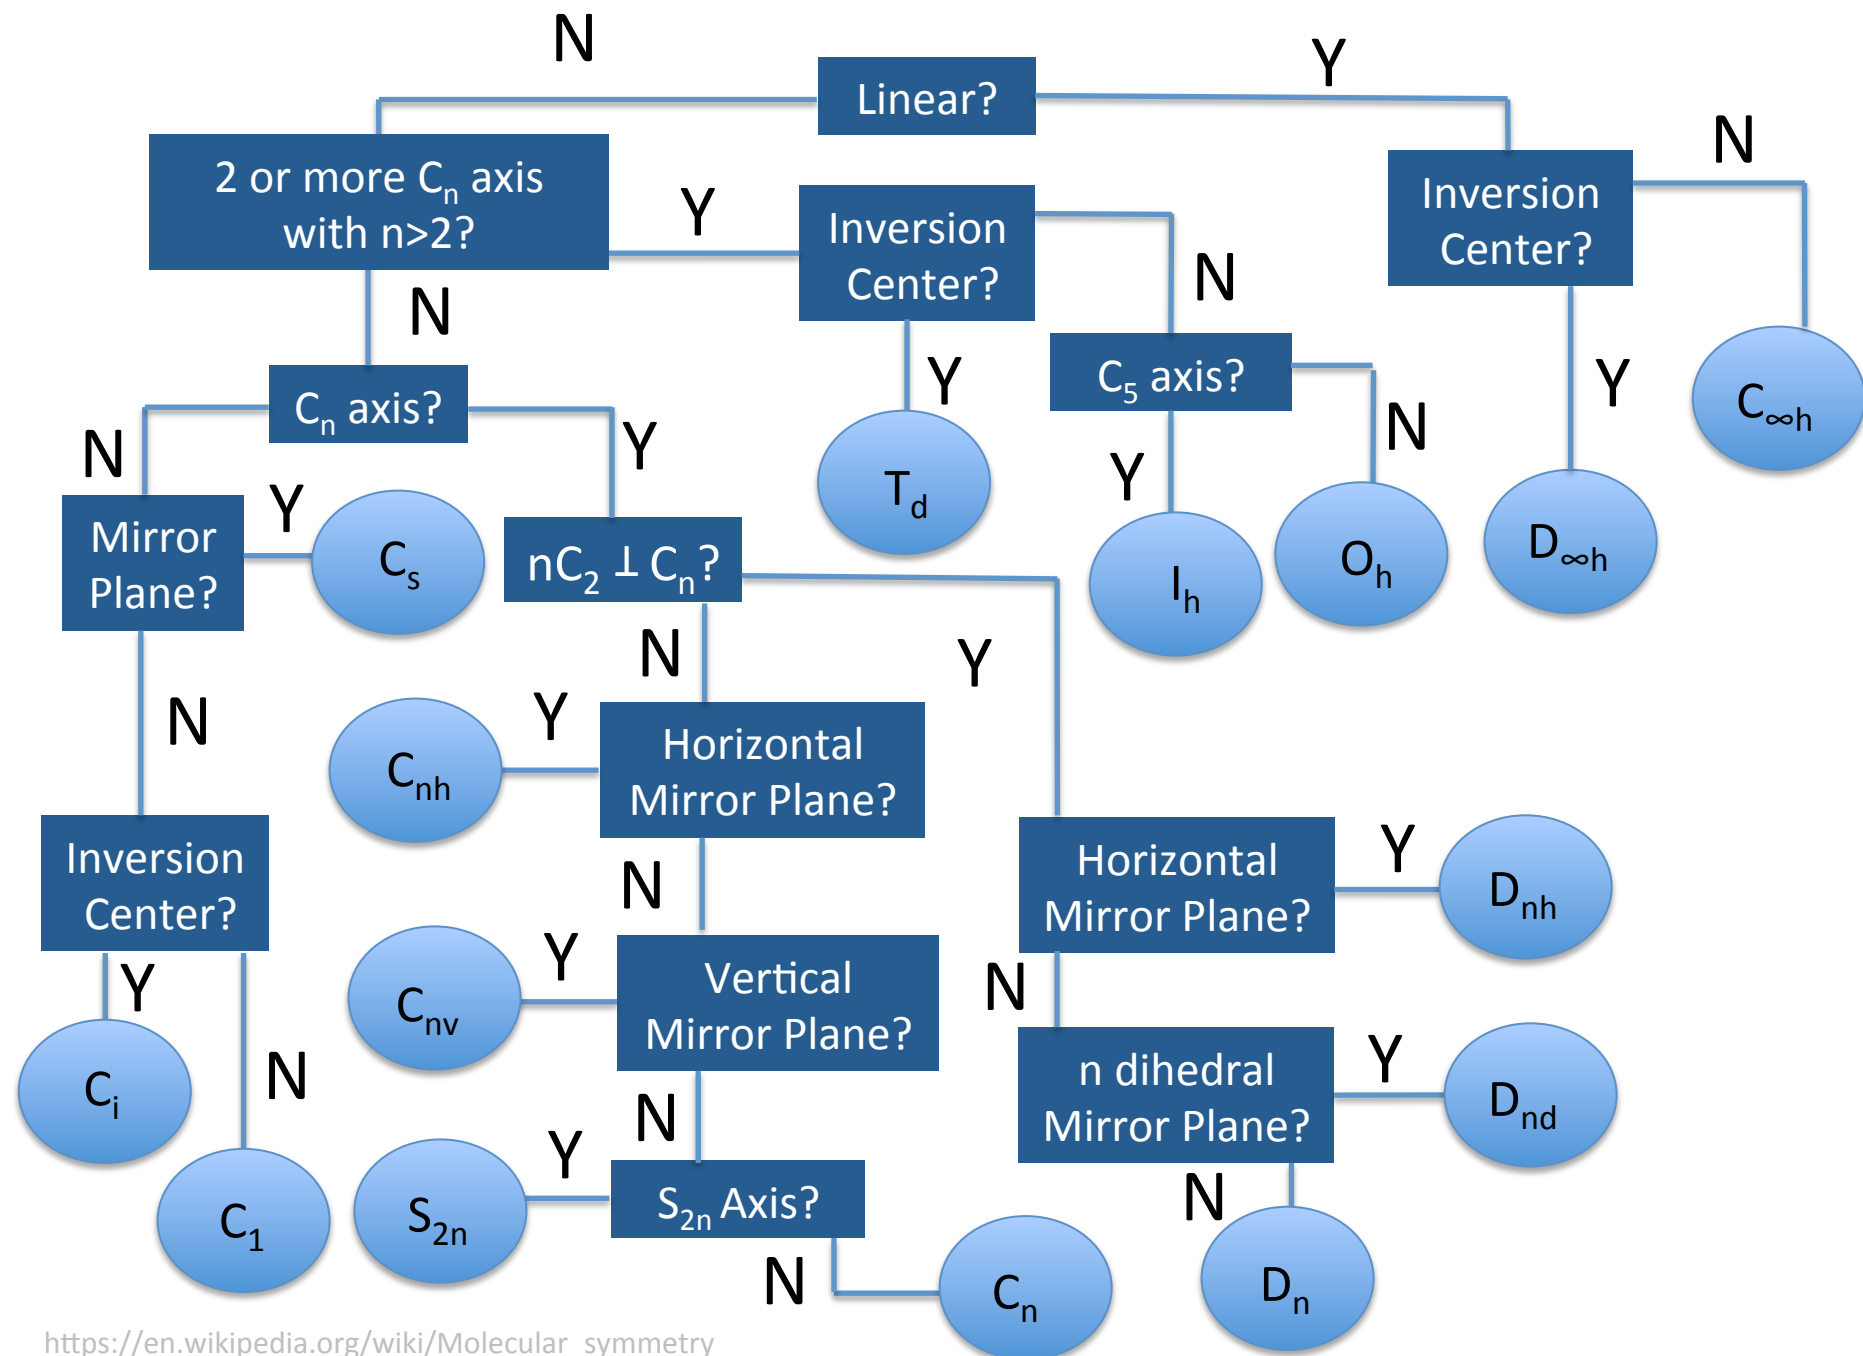 N
Y
Linear?
2 or more Cn axis
with n>2?
Y
Inversion
Center?
N
Inversion
Center?
N
N
Y
Y
C∞h
Cn axis?
C5 axis?
N
Y
Y
N
Y
Td
D∞h
Mirror
Plane?
Cs
nC2 ⊥ Cn?
Ih
Oh
N
N
Y
Y
Cnh
Horizontal
Mirror Plane?
Inversion
Center?
N
Horizontal
Mirror Plane?
Y
Dnh
Y
N
Y
Cnv
Vertical
Mirror Plane?
N
n dihedral
Mirror Plane?
Y
Dnd
Ci
C1
N
Y
S2n
S2n Axis?
N
Cn
N
Dn
https://en.wikipedia.org/wiki/Molecular_symmetry